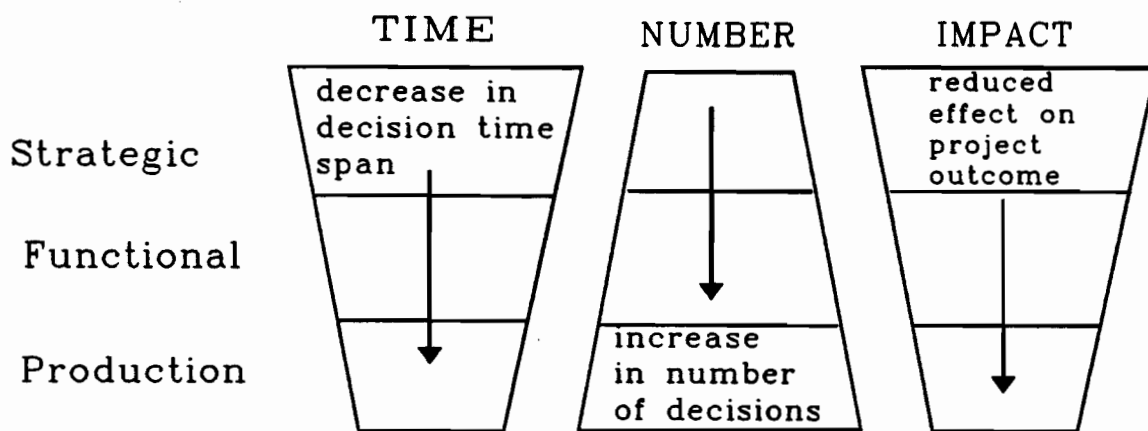 TIME
NUMBER
IMPACT
decrease in
decision time
span
reduced
effect on
project
outcome
Strategic
Functional
Production
increase
in number
of decisions